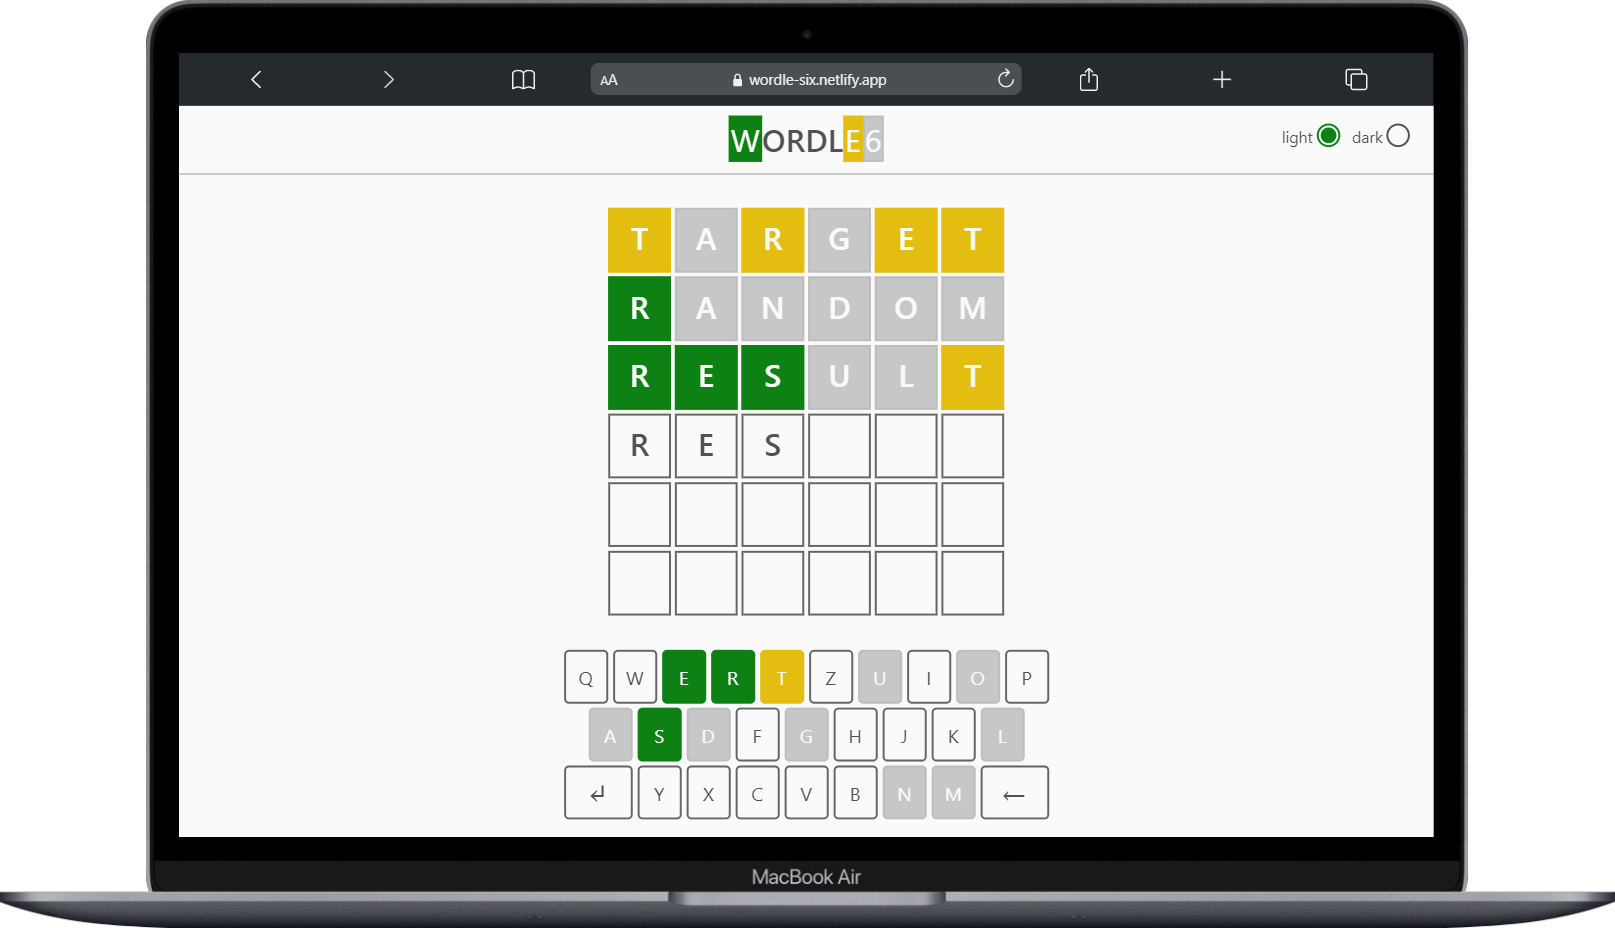 AA wordle-six.netlify.app
WORDLE6
light dark
T A R G E T
R A N D O M
R E S U L T
R E S
Q W E R T Z U I O P
A S D F G H J K L
↵ Y X C V B N M ←
MacBook Air